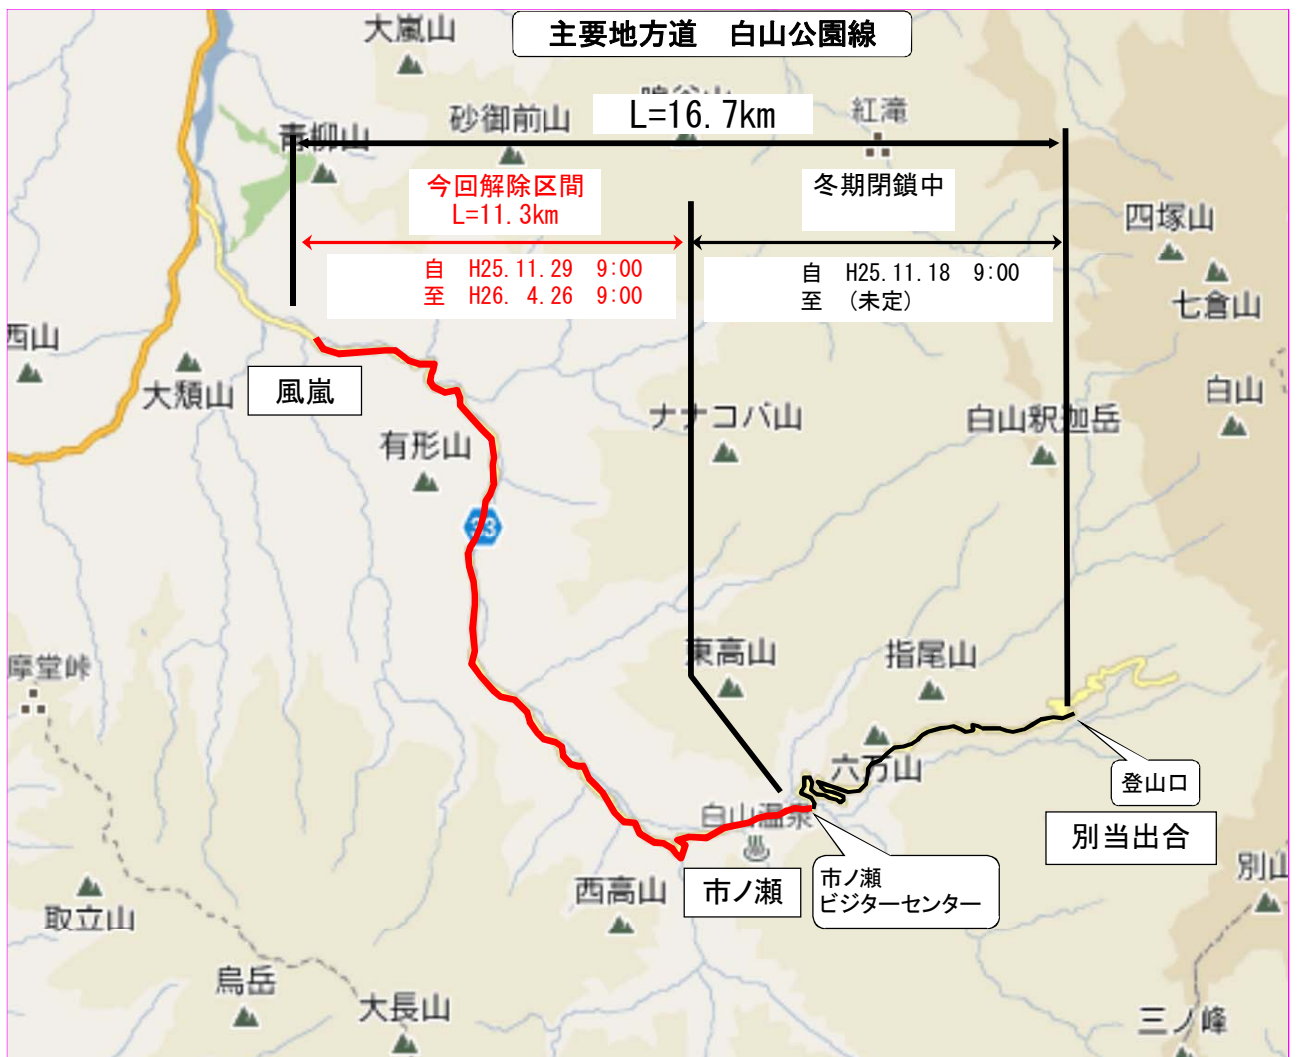 主要地方道 白山公園線
大嵐山
L=16.7km
砂御前山
紅滝
青柳山
今回解除区間
L=11.3km
冬期閉鎖中
四塚山
自 H25.11.29 9:00
至 H26. 4.26 9:00
自 H25.11.18 9:00
至 (未定)
七倉山
西山
大頽山
風嵐
ナナコバ山
白山釈迦岳
白山
有形山
33
東高山
指尾山
摩堂峠
六万山
登山口
白山温泉
別当出合
市ノ瀬
市ノ瀬
ビジターセンター
西高山
別山
取立山
烏岳
大長山
三ノ峰